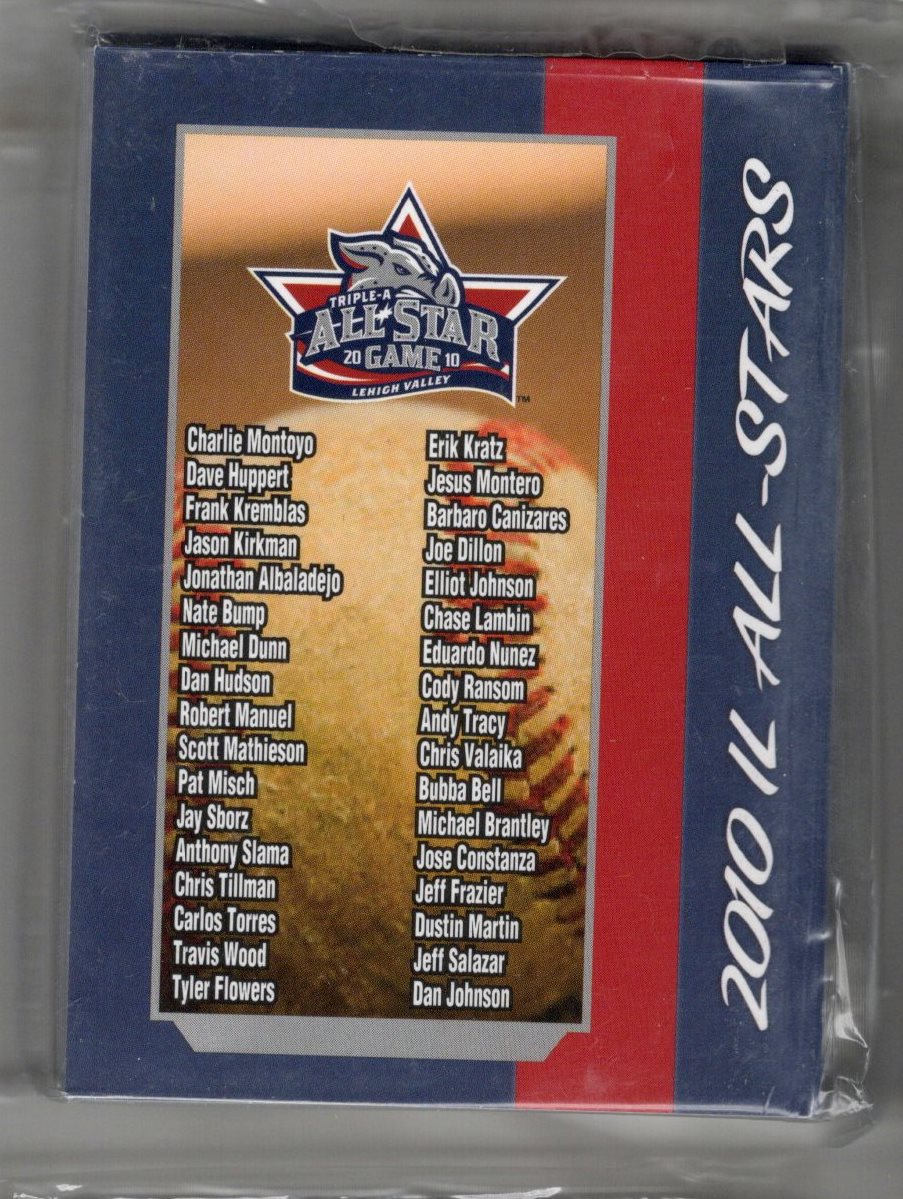 TRIPLE-A
ALL-STAR
20 GAME 10
LEHIGH VALLEY
TM
Charlie Montoyo
Dave Huppert
Frank Kremblas
Jason Kirkman
Jonathan Albaladejo
Nate Bump
Michael Dunn
Dan Hudson
Robert Manuel
Scott Mathieson
Pat Misch
Jay Sborz
Anthony Slama
Chris Tillman
Carlos Torres
Travis Wood
Tyler Flowers
Erik Kratz
Jesus Montero
Barbaro Canizares
Joe Dillon
Elliot Johnson
Chase Lambin
Eduardo Nunez
Cody Ransom
Andy Tracy
Chris Valaika
Bubba Bell
Michael Brantley
Jose Constanza
Jeff Frazier
Dustin Martin
Jeff Salazar
Dan Johnson
2010 IL ALL-STARS